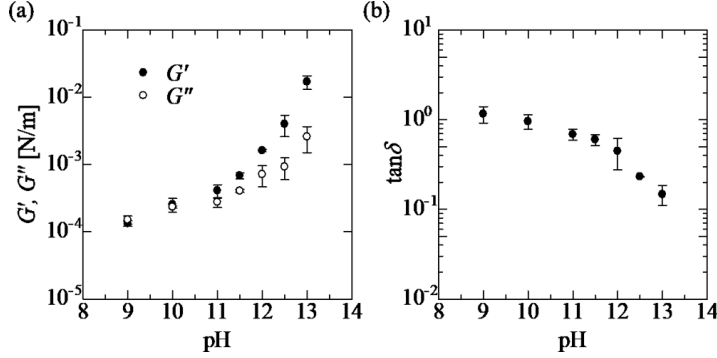 (a)
10⁻¹
10⁻²
10⁻³
10⁻⁴
10⁻⁵
G', G" [N/m]
G'
G"
8 9 10 11 12 13 14
pH
(b)
10¹
10⁰
10⁻¹
10⁻²
tanδ
8 9 10 11 12 13 14
pH